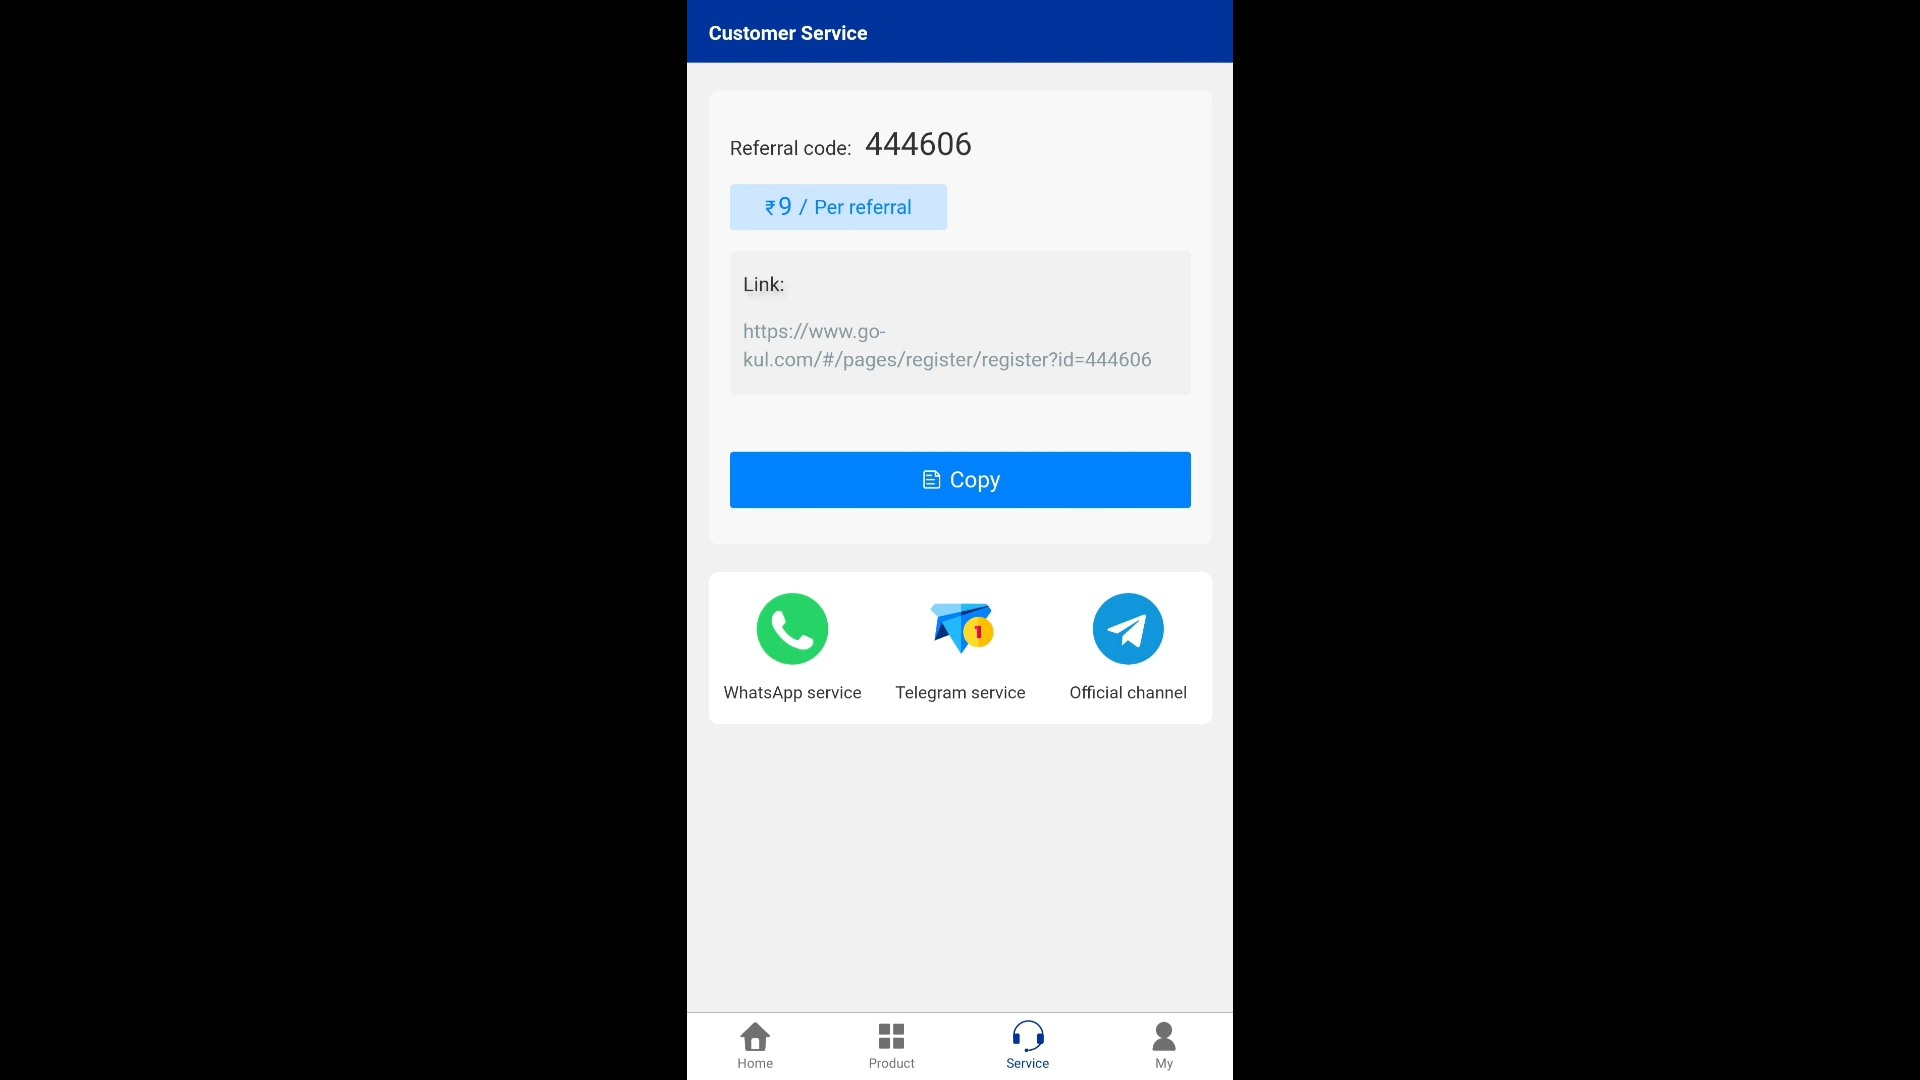 Customer Service
Referral code: 444606
₹9 / Per referral
Link:
https://www.go-
kul.com/#/pages/register/register?id=444606
Copy
1
WhatsApp service
Telegram service
Official channel
Home
Product
Service
My